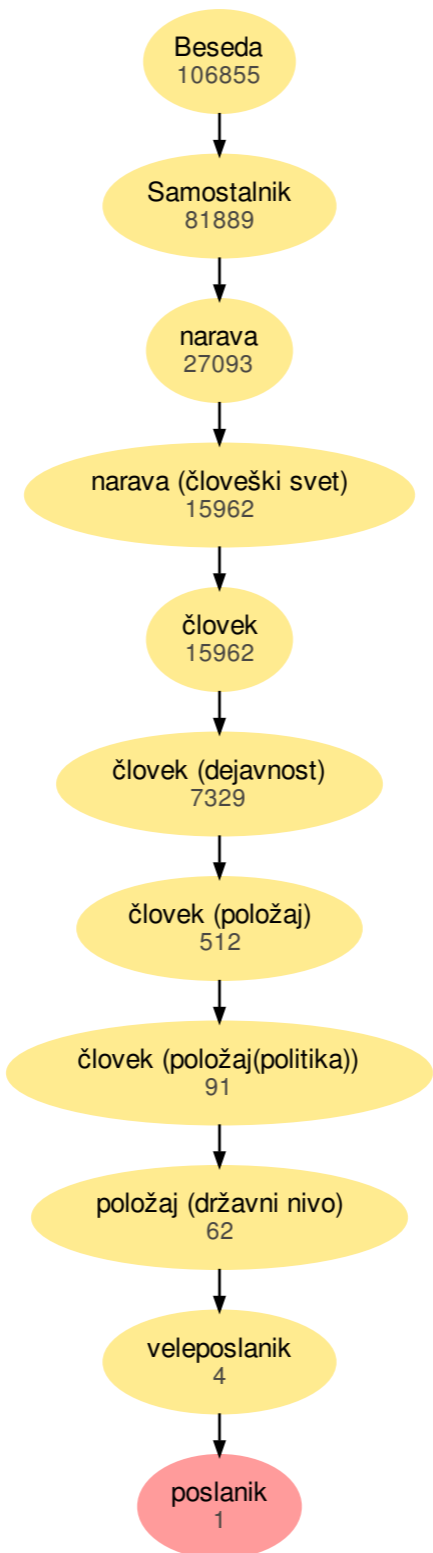 Beseda
106855
Samostalnik
81889
narava
27093
narava (človeški svet)
15962
človek
15962
človek (dejavnost)
7329
človek (položaj)
512
človek (položaj(politika))
91
položaj (državni nivo)
62
veleposlanik
4
poslanik
1